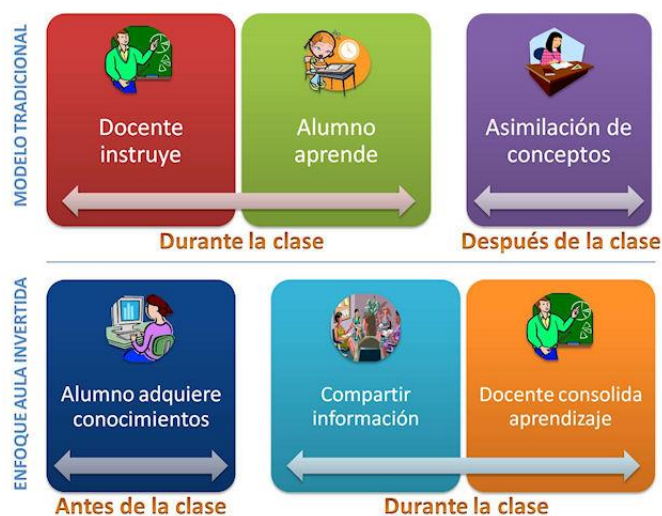 MODELO TRADICIONAL
Docente
instruye
Alumno
aprende
Asimilación de
conceptos
Durante la clase
Después de la clase
ENFOQUE AULA INVERTIDA
Alumno adquiere
conocimientos
Compartir
información
Docente consolida
aprendizaje
Antes de la clase
Durante la clase